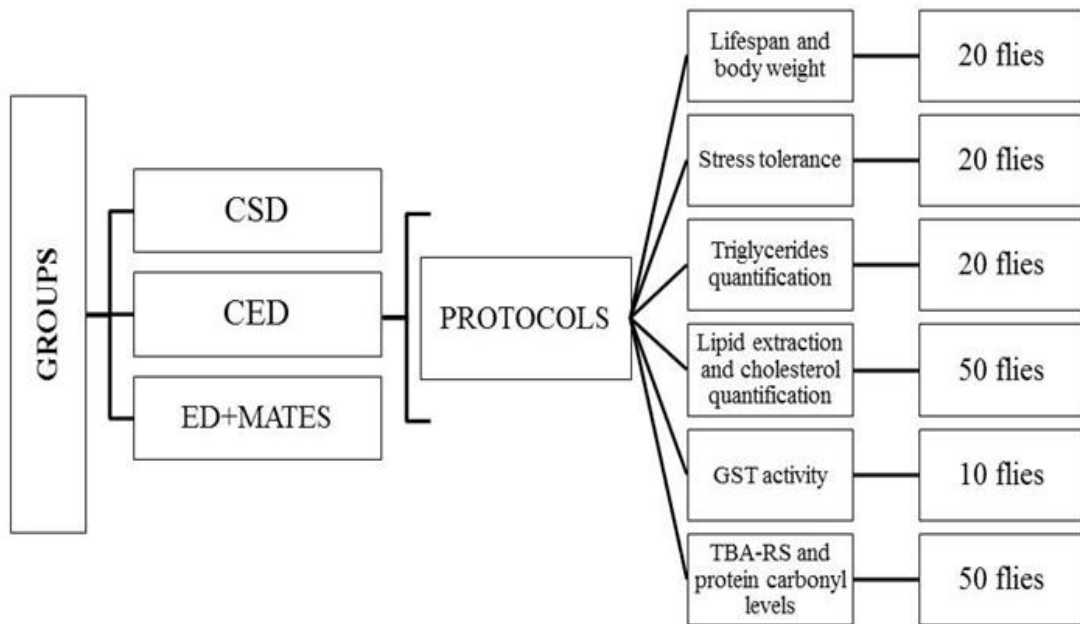 GROUPS
CSD
CED
ED+MATES
PROTOCOLS
Lifespan and
body weight
20 flies
Stress tolerance
20 flies
Triglycerides
quantification
20 flies
Lipid extraction
and cholesterol
quantification
50 flies
GST activity
10 flies
TBA-RS and
protein carbonyl
levels
50 flies